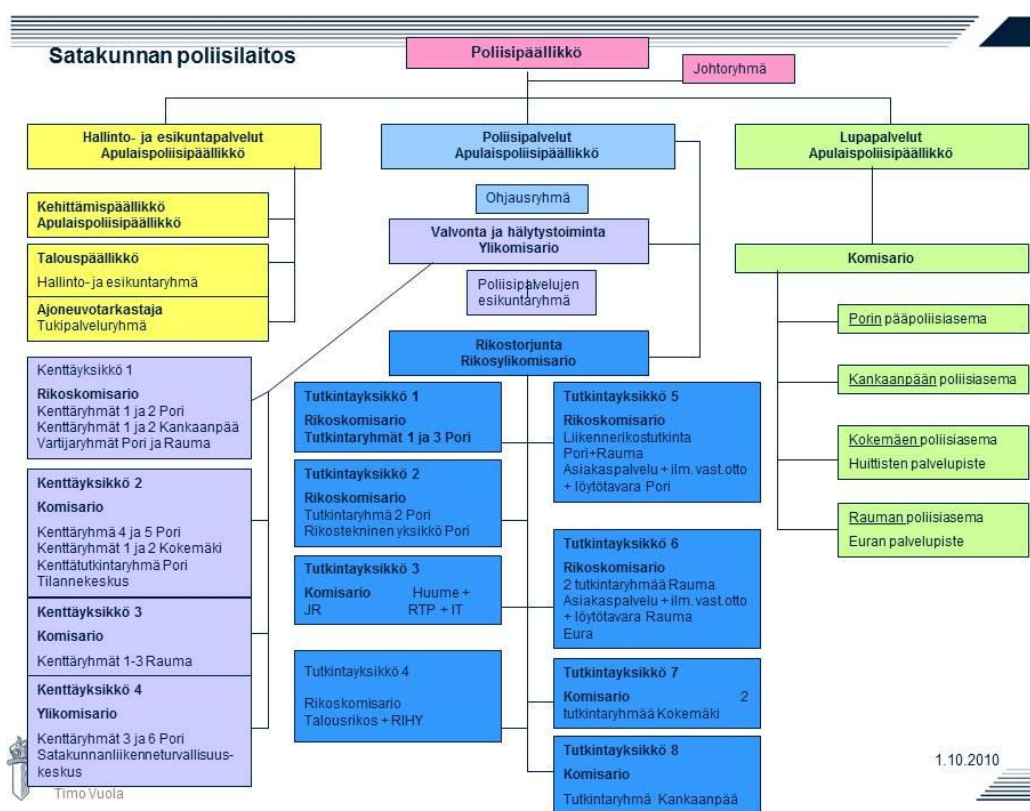 Satakunnan poliisilaitos
Poliisipäällikkö
Johtoryhmä
Hallinto- ja esikuntapalvelut
Apulaispoliisipäällikkö
Poliisipalvelut
Apulaispoliisipäällikkö
Lupapalvelut
Apulaispoliisipäällikkö
Kehittämispäällikkö
Apulaispoliisipäällikkö
Talouspäällikkö
Hallinto- ja esikuntaryhmä
Ajoneuvotarkastaja
Tukipalveluryhmä
Ohjausryhmä
Valvonta ja hälytystoiminta
Ylikomisario
Poliisipalvelujen
esikuntaryhmä
Rikostorjunta
Rikosylikomisario
Komisario
Porin pääpoliisiasema
Kankaanpään poliisiasema
Kokemäen poliisiasema
Huittisten palvelupiste
Rauman poliisiasema
Euran palvelupiste
Kenttäyksikkö 1
Rikoskomisario
Kenttäryhmät 1 ja 2 Pori
Kenttäryhmät 1 ja 2 Kankaanpää
Vartijaryhmät Pori ja Rauma
Kenttäyksikkö 2
Komisario
Kenttäryhmä 4 ja 5 Pori
Kenttäryhmät 1 ja 2 Kokemäki
Kenttätutkintaryhmä Pori
Tilannekeskus
Kenttäyksikkö 3
Komisario
Kenttäryhmät 1-3 Rauma
Kenttäyksikkö 4
Ylikomisario
Kenttäryhmät 3 ja 6 Pori
Satakunnanliikenneturvallisuus-
keskus
Tutkintayksikkö 1
Rikoskomisario
Tutkintaryhmät 1 ja 3 Pori
Tutkintayksikkö 2
Rikoskomisario
Tutkintaryhmä 2 Pori
Rikostekninen yksikkö Pori
Tutkintayksikkö 3
Komisario Huume +
JR RTP + IT
Tutkintayksikkö 4
Rikoskomisario
Talousrikos + RIHY
Tutkintayksikkö 5
Rikoskomisario
Liikennerikostutkinta
Pori+Rauma
Asiakaspalvelu + ilm. vast.otto
+ löytötavara Pori
Tutkintayksikkö 6
Rikoskomisario
2 tutkintaryhmää Rauma
Asiakaspalvelu + ilm. vast.otto
+ löytötavara Rauma
Eura
Tutkintayksikkö 7
Komisario 2
tutkintaryhmää Kokemäki
Tutkintayksikkö 8
Komisario
Tutkintaryhmä Kankaanpää
Timo Vuola
1.10.2010